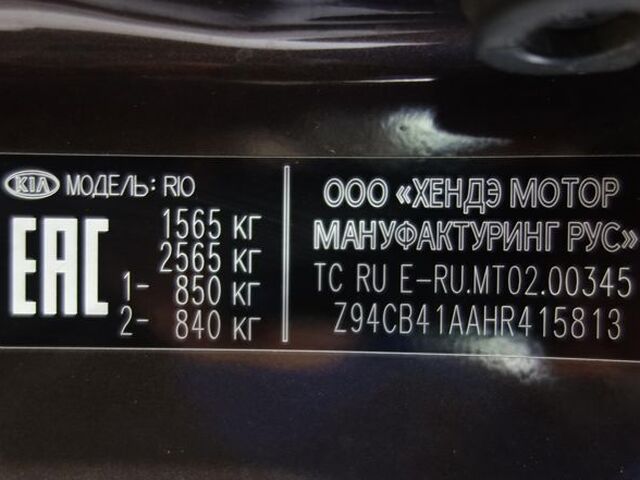 KIA МОДЕЛЬ: RIO
EAC
1565 КГ
2565 КГ
1- 850 КГ
2- 840 КГ
ООО «ХЕНДЭ МОТОР
МАНУФАКТУРИНГ РУС»
ТС RU E-RU.MT02.00345
Z94CB41AAHR415813